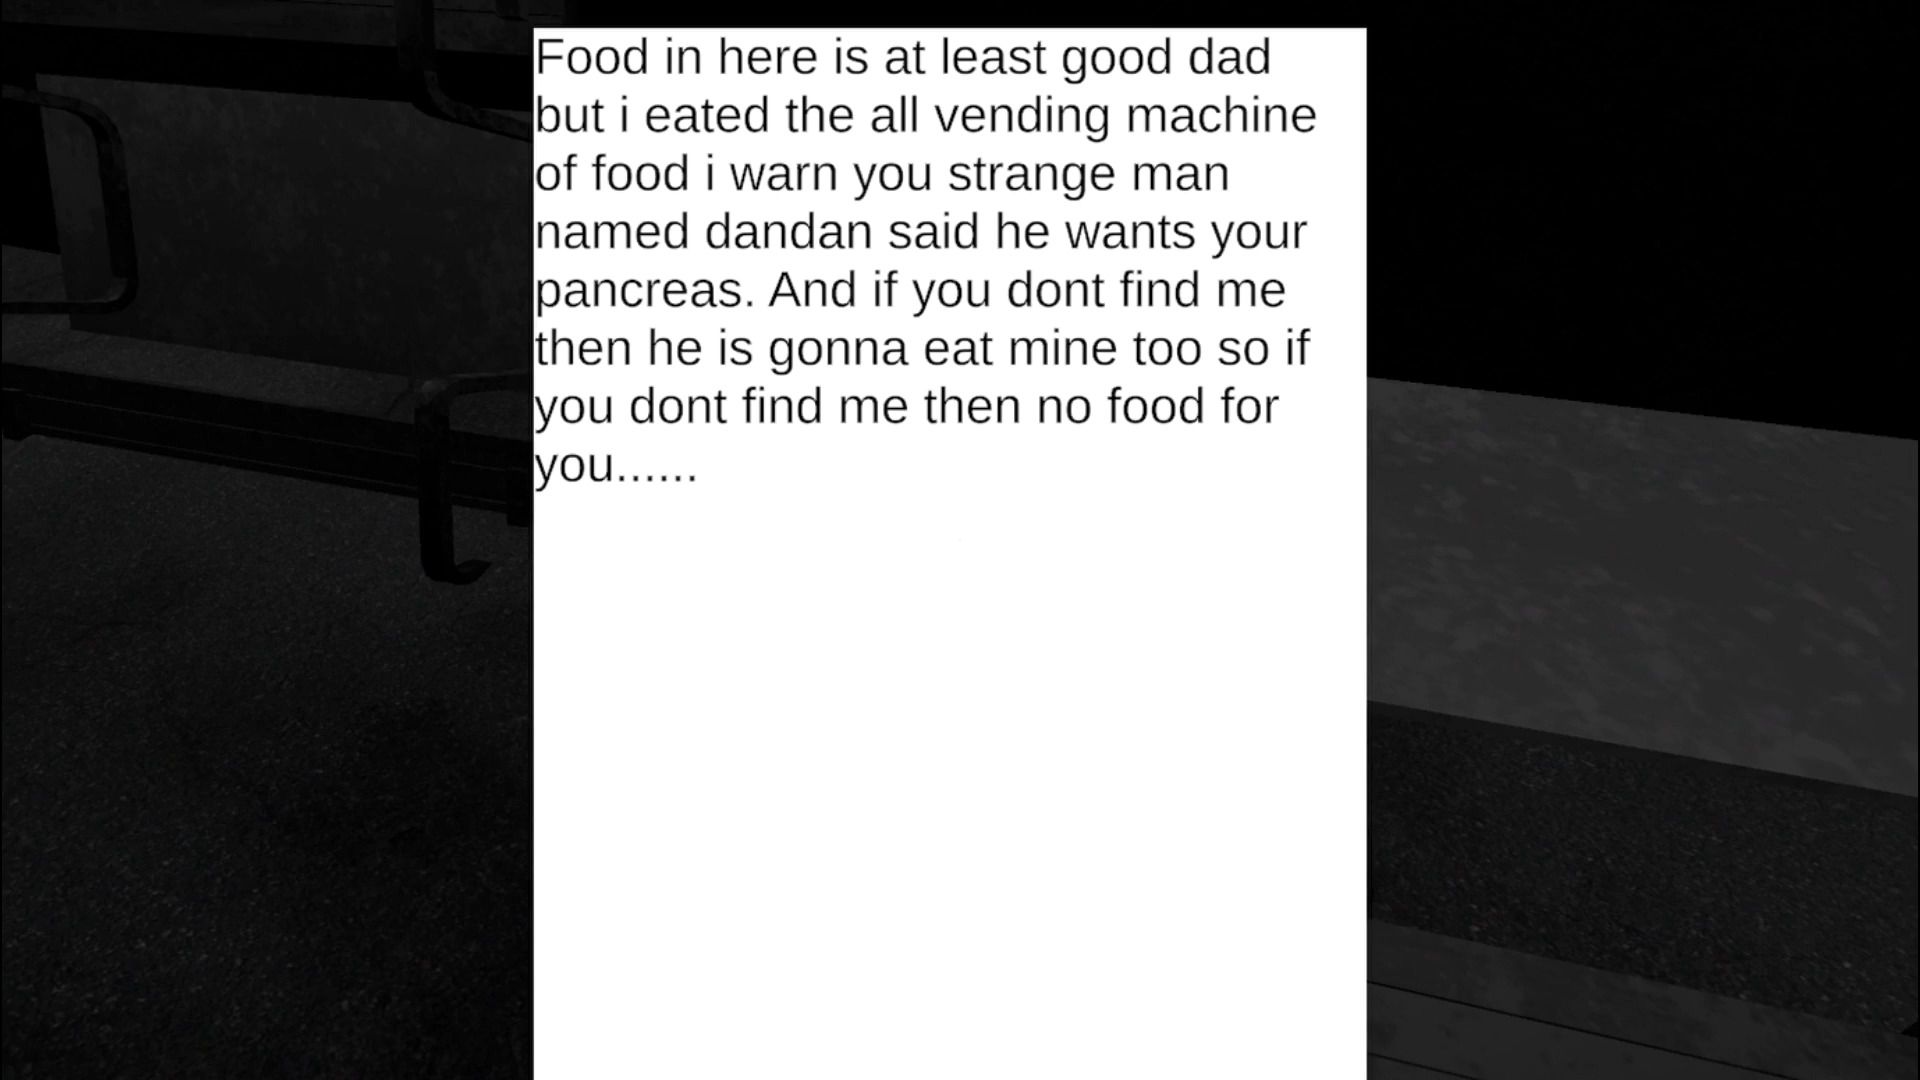 Food in here is at least good dad
but i eated the all vending machine
of food i warn you strange man
named dandan said he wants your
pancreas. And if you dont find me
then he is gonna eat mine too so if
you dont find me then no food for
you......